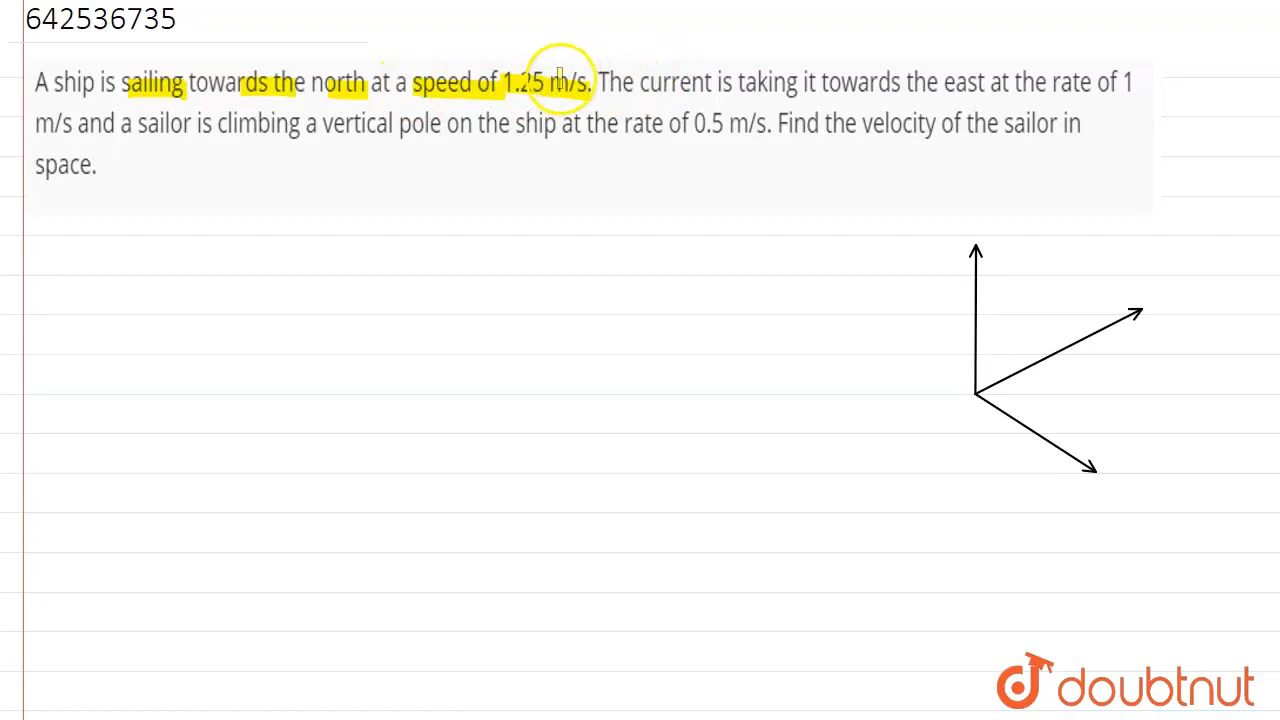 642536735
A ship is sailing towards the north at a speed of 1.25 m/s. The current is taking it towards the east at the rate of 1
m/s and a sailor is climbing a vertical pole on the ship at the rate of 0.5 m/s. Find the velocity of the sailor in
space.
doubtnut